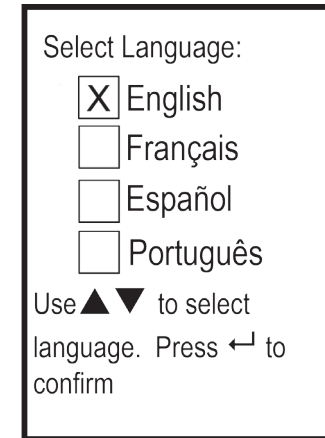 Select Language:
X English
Français
Español
Português
Use ▲ ▼ to select
language. Press ↵ to
confirm